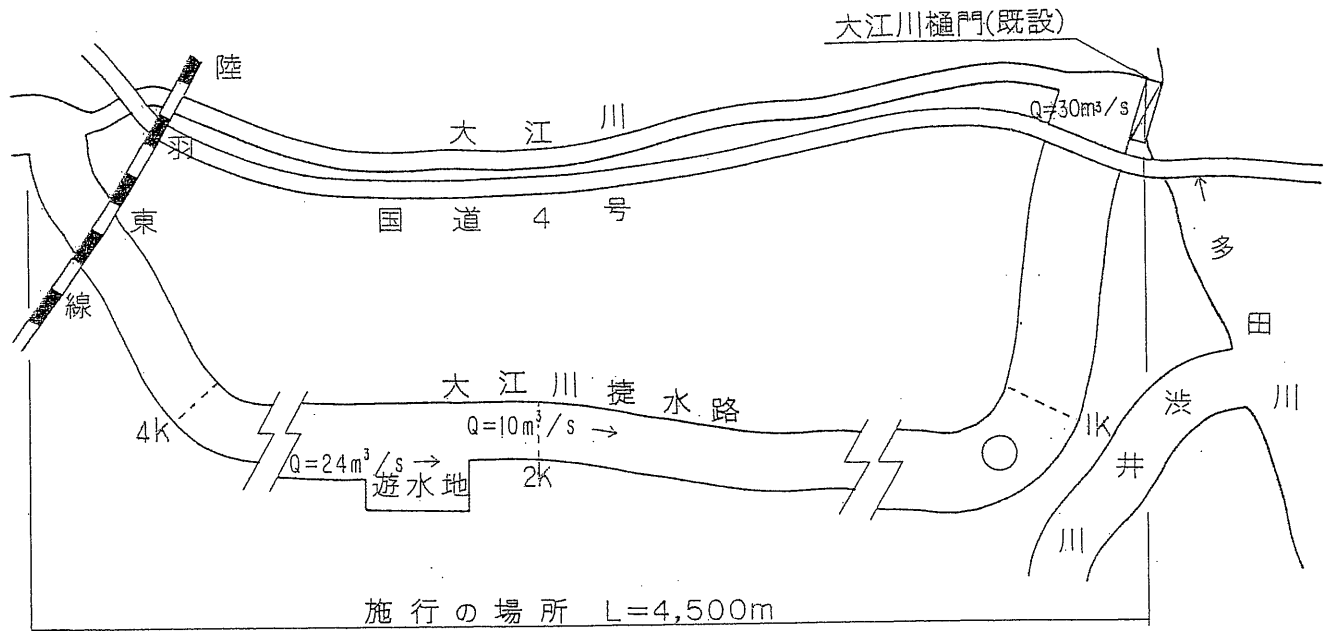 大江川樋門(既設)
陸羽東線
大江川
Q=30m³/s
国道4号
多田川
大江川捷水路
渋井川
4K
Q=10m³/s →
1K
Q=24m³/s →
遊水地
2K
施行の場所 L=4,500m